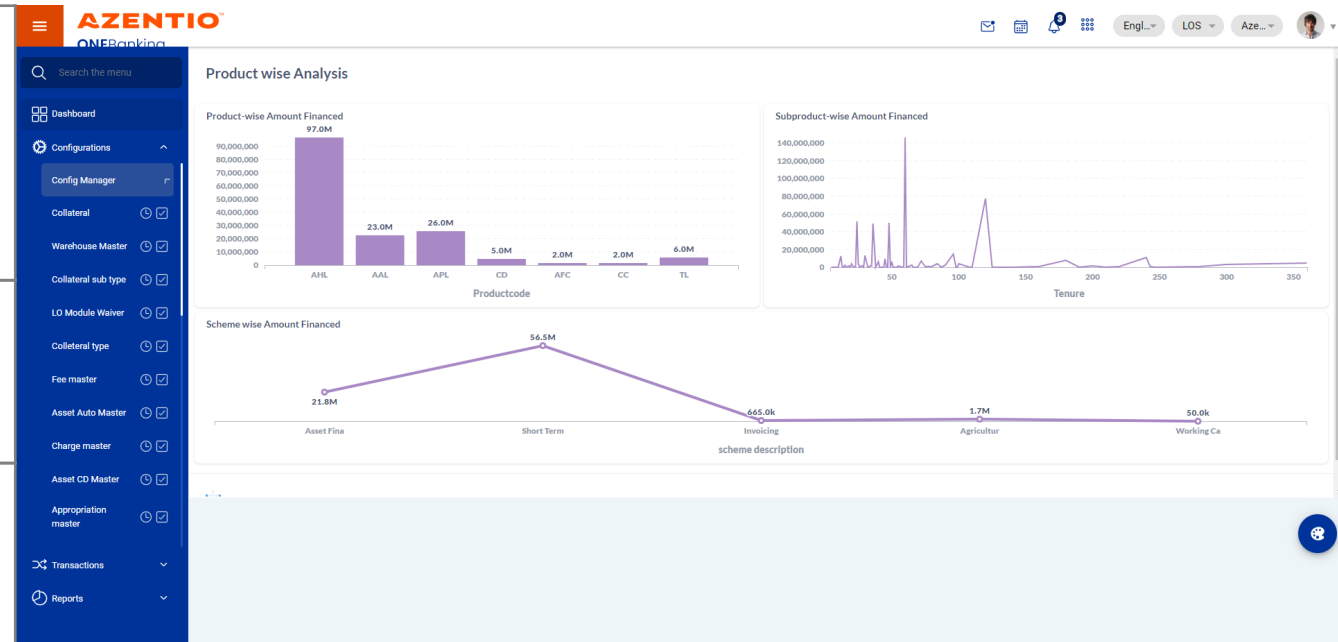 AZENTIO
ONEBanking
3
Engl...
LOS
Aze...
Search the menu
Dashboard
Configurations
Config Manager
Collateral
Warehouse Master
Collateral sub type
LO Module Waiver
Colleteral type
Fee master
Asset Auto Master
Charge master
Asset CD Master
Appropriation
master
Transactions
Reports
Product wise Analysis
Product-wise Amount Financed
97.0M
90,000,000
80,000,000
70,000,000
60,000,000
50,000,000
40,000,000
30,000,000
20,000,000
10,000,000
0
23.0M
26.0M
5.0M
2.0M
2.0M
6.0M
AHL AAL APL CD AFC CC TL
Productcode
Subproduct-wise Amount Financed
140,000,000
120,000,000
100,000,000
80,000,000
60,000,000
40,000,000
20,000,000
0
50 100 150 200 250 300 350
Tenure
Scheme wise Amount Financed
56.5M
21.8M
665.0k
1.7M
50.0k
Asset Fina Short Term Invoicing Agricultur Working Ca
scheme description